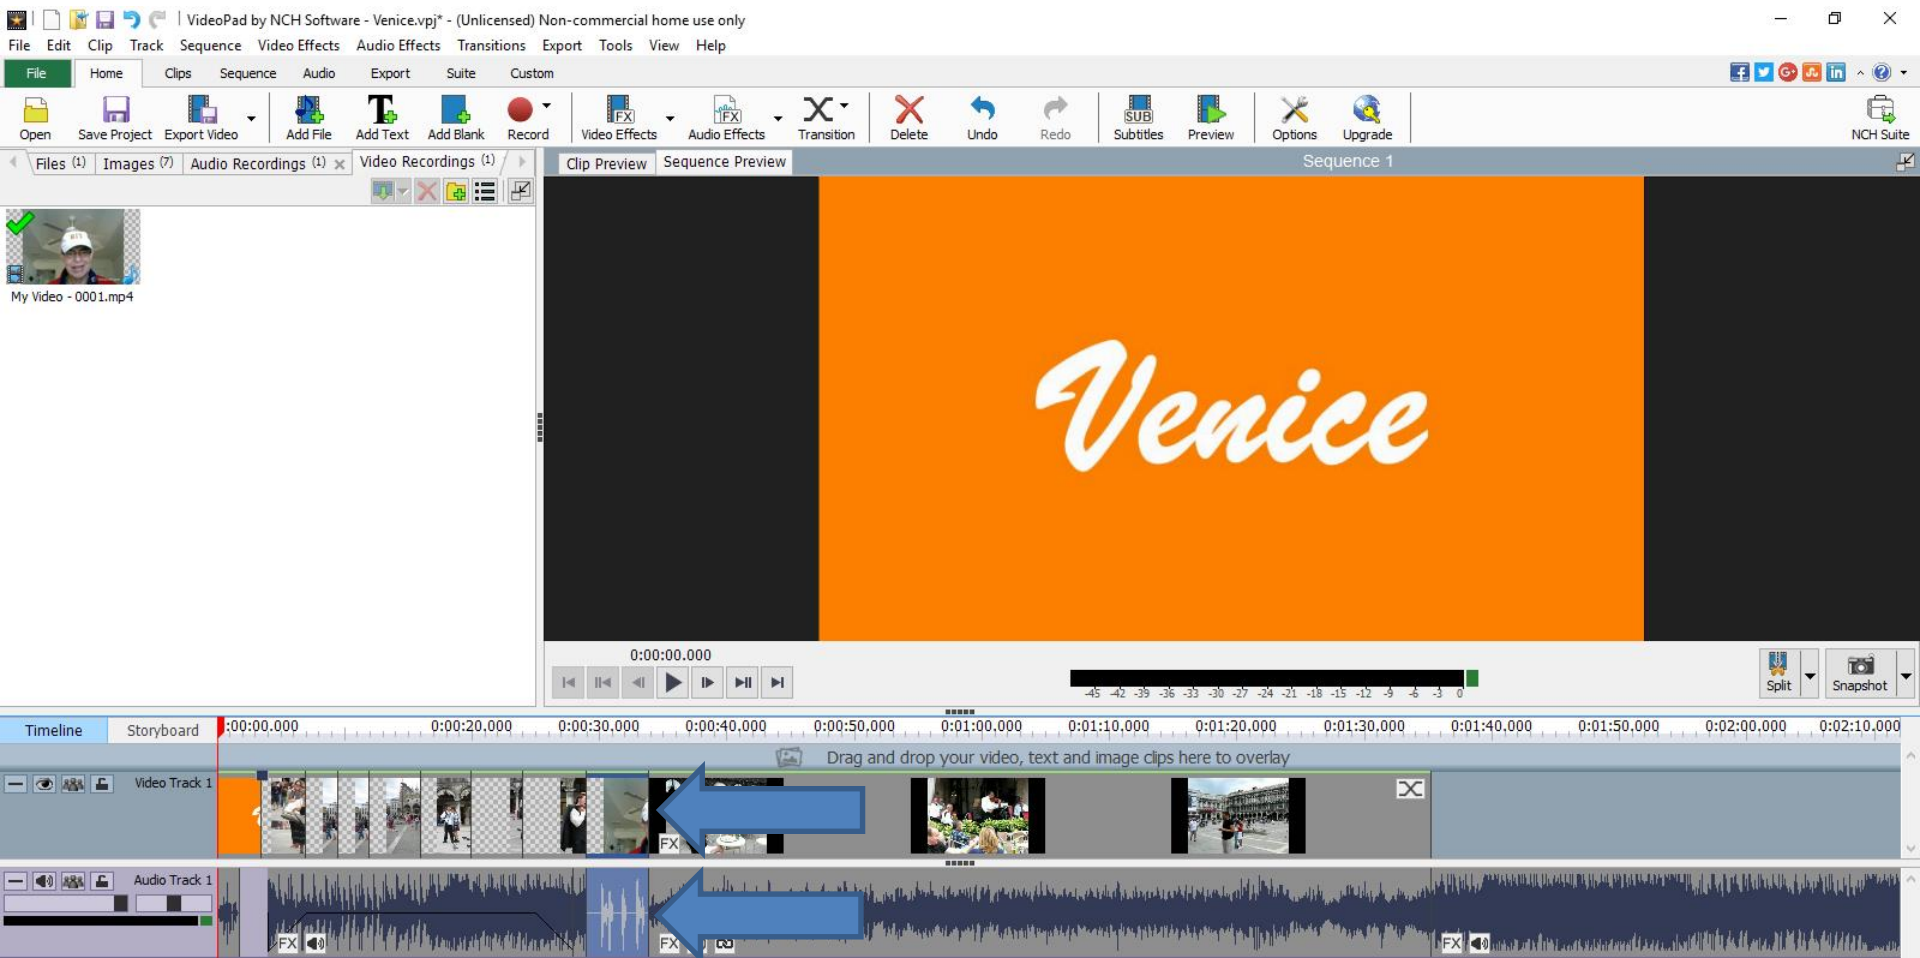 VideoPad by NCH Software - Venice.vpj* - (Unlicensed) Non-commercial home use only
File Edit Clip Track Sequence Video Effects Audio Effects Transitions Export Tools View Help
File Home Clips Sequence Audio Export Suite Custom
Open Save Project Export Video Add File Add Text Add Blank Record Video Effects Audio Effects Transition Delete Undo Redo Subtitles Preview Options Upgrade NCH Suite
Files (1) Images (7) Audio Recordings (1) Video Recordings (1) Clip Preview Sequence Preview Sequence 1
My Video - 0001.mp4
Venice
0:00:00.000
-45 -42 -39 -36 -33 -30 -27 -24 -21 -18 -15 -12 -9 -6 -3 0
Split Snapshot
Timeline Storyboard :00:00.000 0:00:20.000 0:00:30.000 0:00:40.000 0:00:50.000 0:01:00.000 0:01:10.000 0:01:20.000 0:01:30.000 0:01:40.000 0:01:50.000 0:02:00.000 0:02:10.000
Drag and drop your video, text and image clips here to overlay
Video Track 1
FX
Audio Track 1
FX FX FX